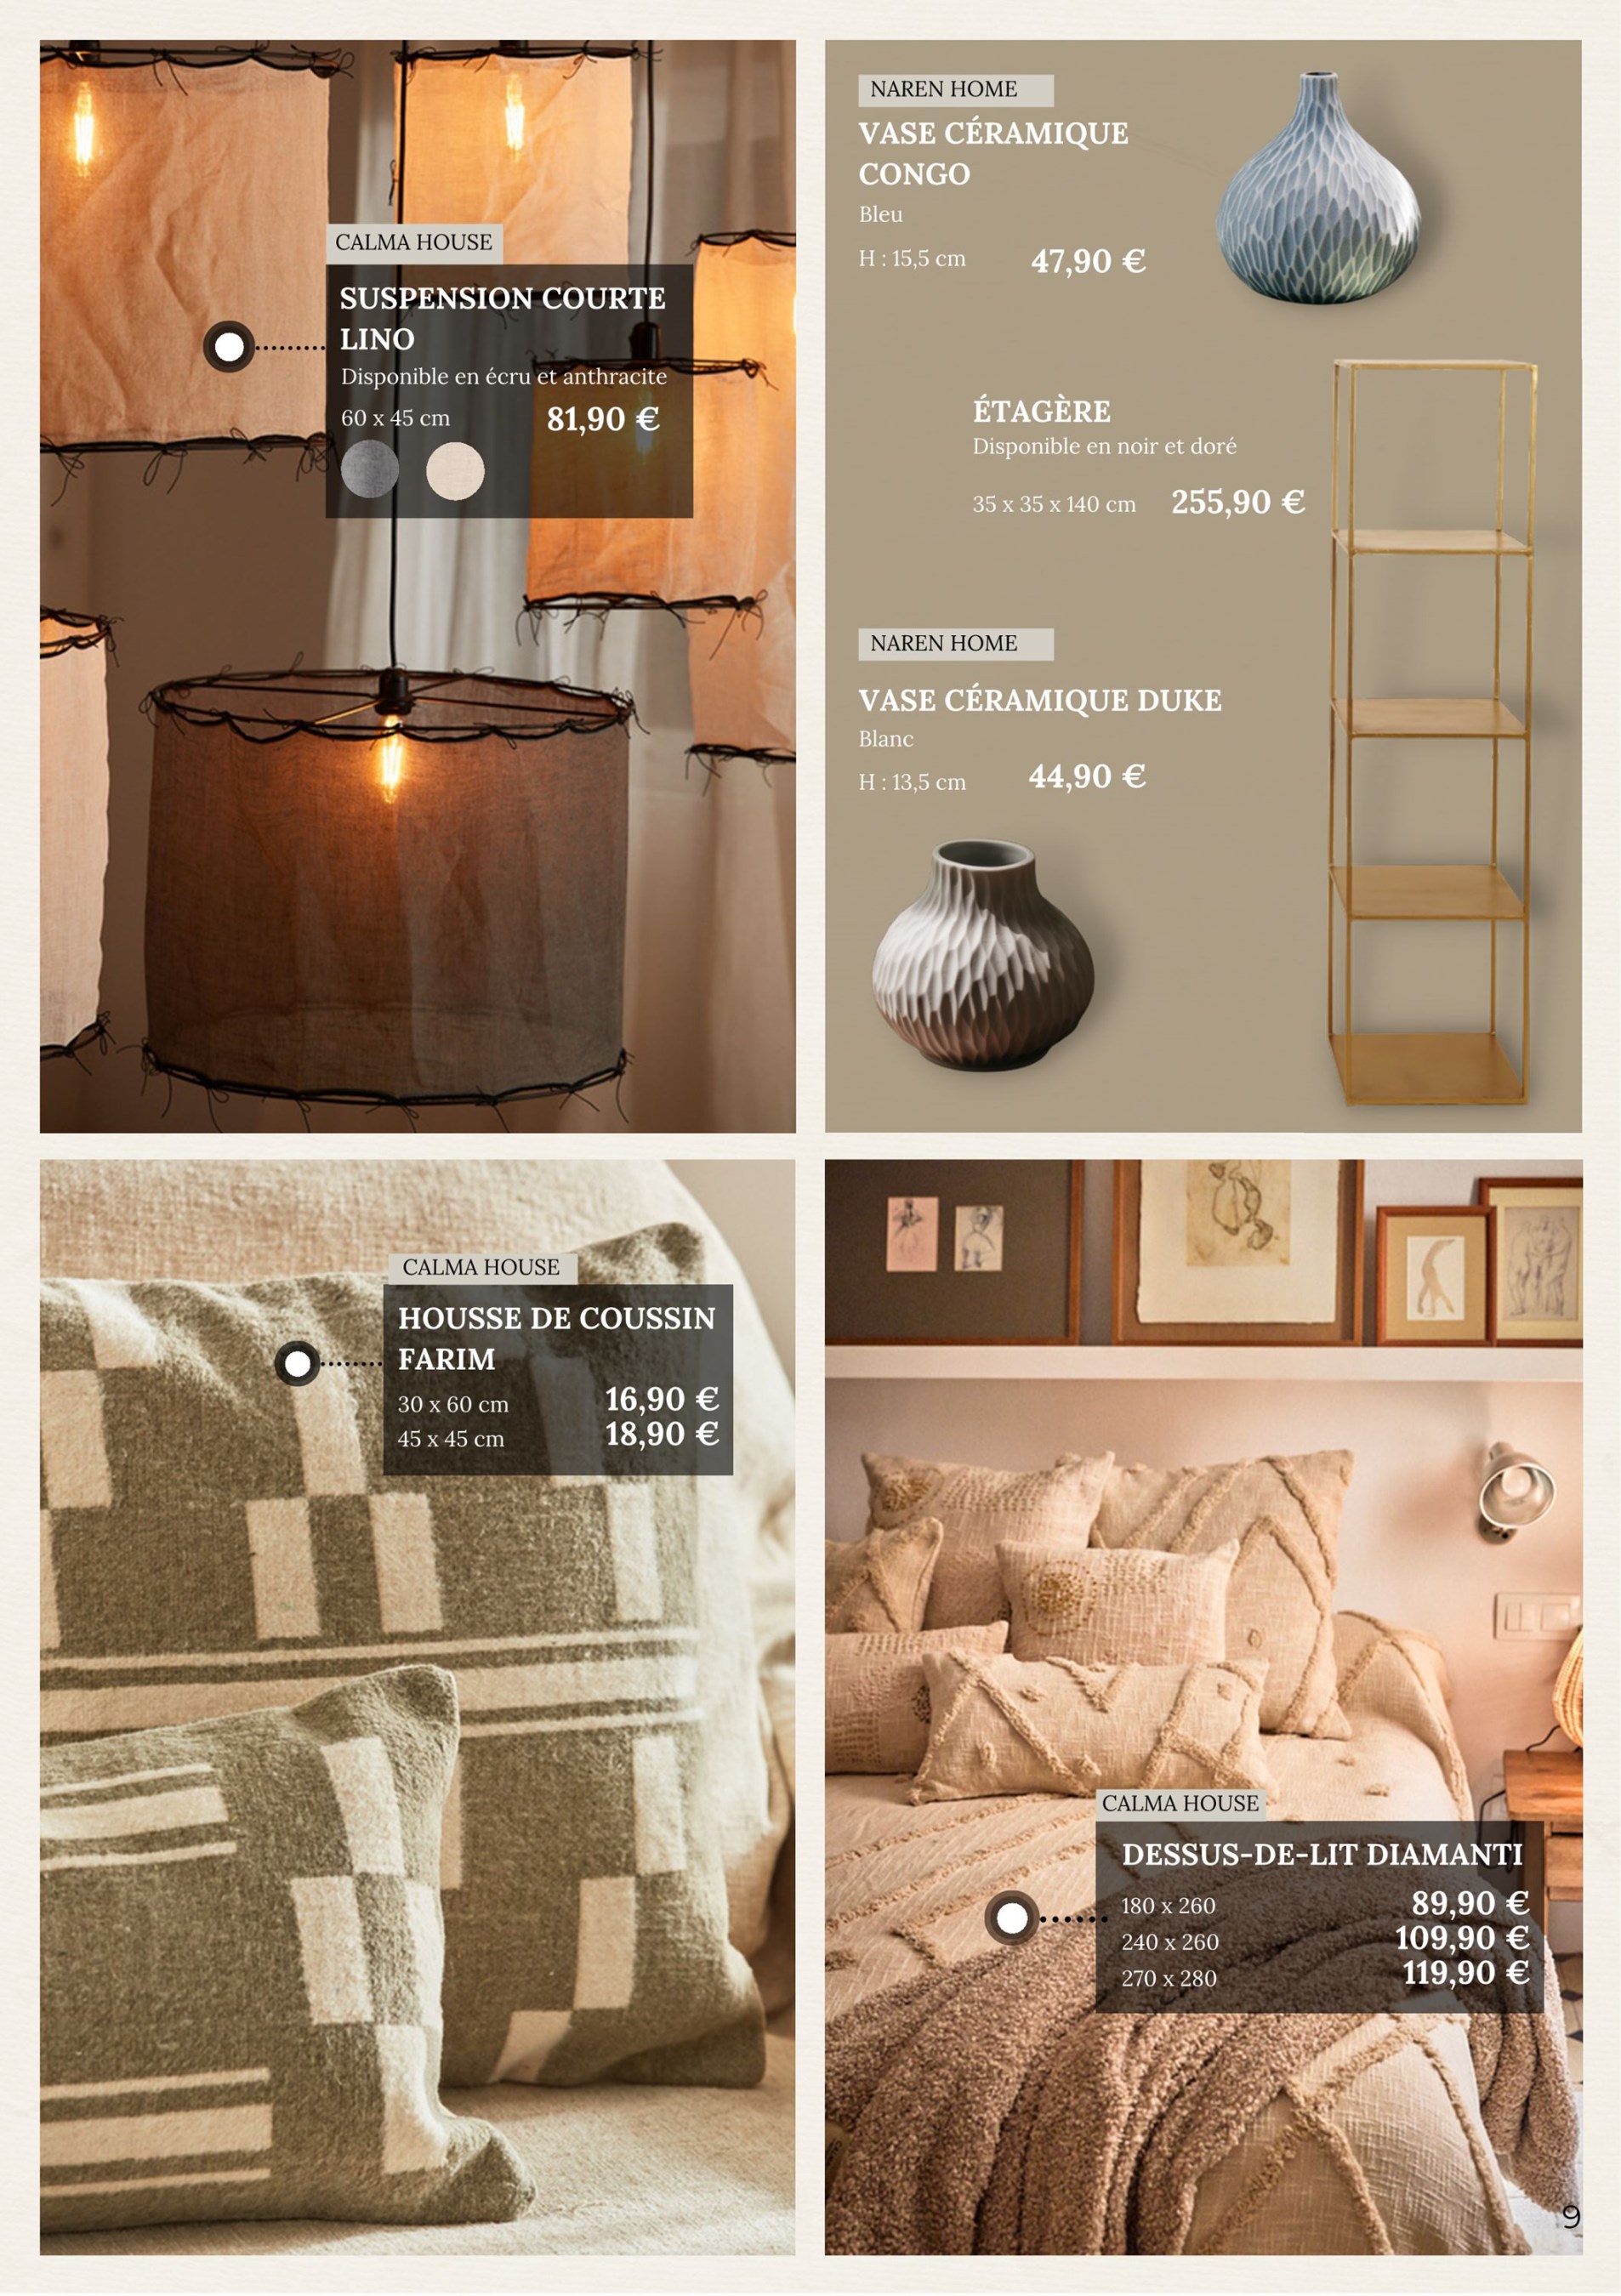 CALMA HOUSE
SUSPENSION COURTE
LINO
Disponible en écru et anthracite
60 x 45 cm 81,90 €
NAREN HOME
VASE CÉRAMIQUE
CONGO
Bleu
H : 15,5 cm 47,90 €
ÉTAGÈRE
Disponible en noir et doré
35 x 35 x 140 cm 255,90 €
NAREN HOME
VASE CÉRAMIQUE DUKE
Blanc
H : 13,5 cm 44,90 €
CALMA HOUSE
HOUSSE DE COUSSIN
FARIM
30 x 60 cm 16,90 €
45 x 45 cm 18,90 €
CALMA HOUSE
DESSUS-DE-LIT DIAMANTI
180 x 260 89,90 €
240 x 260 109,90 €
270 x 280 119,90 €
9